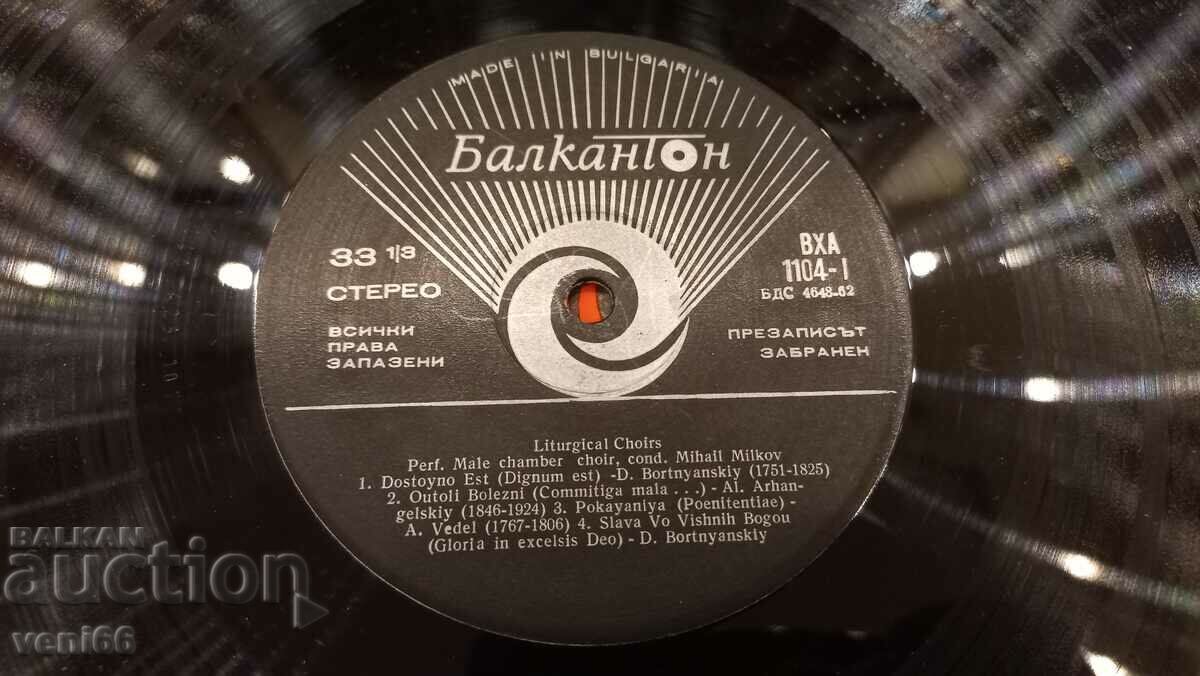 MADE IN BULGARIA
Балкантон
33 1/3
СТЕРЕО
ВСИЧКИ
ПРАВА
ЗАПАЗЕНИ
ВХА
1104-I
БДС 4648-62
ПРЕЗАПИСЪТ
ЗАБРАНЕН
Liturgical Choirs
Perf. Male chamber choir, cond. Mihail Milkov
1. Dostoyno Est (Dignum est) -D. Bortnyanskiy (1751-1825)
2. Outoli Bolezni (Commitiga mala . . .) - Al. Arhan-
gelskiy (1846-1924) 3. Pokayaniya (Poenitentiae) -
A. Vedel (1767-1806) 4. Slava Vo Vishnih Bogou
(Gloria in excelsis Deo) - D. Bortnyanskiy
BALKAN
auction
veni66